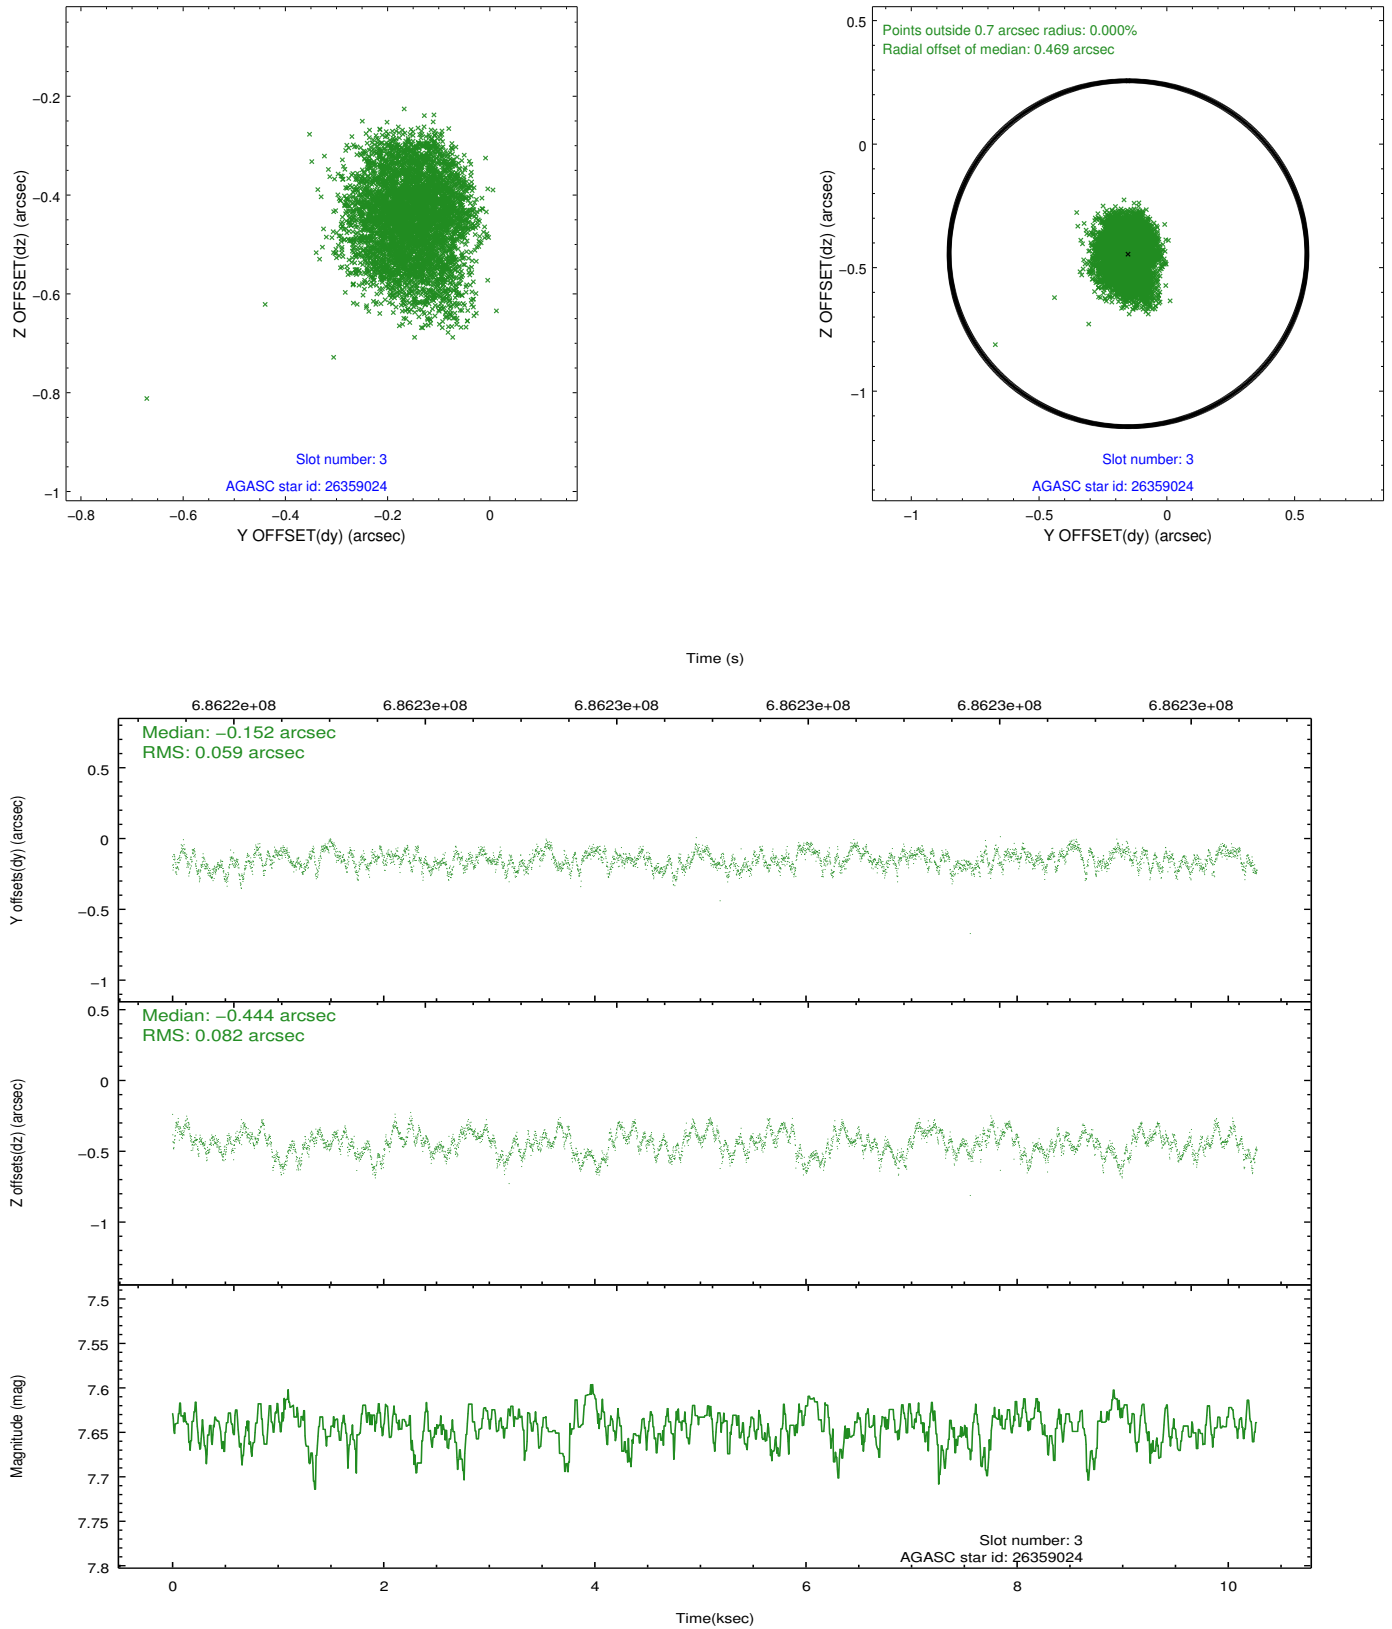 −0.2
−0.4
−0.6
−0.8
−1
Z OFFSET(dz) (arcsec)
−0.8
−0.6
−0.4
−0.2
0
Y OFFSET(dy) (arcsec)
Slot number: 3
AGASC star id: 26359024
Points outside 0.7 arcsec radius: 0.000%
Radial offset of median: 0.469 arcsec
0.5
0
−0.5
−1
Z OFFSET(dz) (arcsec)
−1
−0.5
0
0.5
Y OFFSET(dy) (arcsec)
Slot number: 3
AGASC star id: 26359024
Time (s)
6.8622e+08
6.8623e+08
6.8623e+08
6.8623e+08
6.8623e+08
6.8623e+08
Median: −0.152 arcsec
RMS: 0.059 arcsec
0.5
0
−0.5
−1
Y offsets(dy) (arcsec)
Median: −0.444 arcsec
RMS: 0.082 arcsec
0.5
0
−0.5
−1
Z offsets(dz) (arcsec)
7.5
7.55
7.6
7.65
7.7
7.75
7.8
Magnitude (mag)
Slot number: 3
AGASC star id: 26359024
0
2
4
6
8
10
Time(ksec)